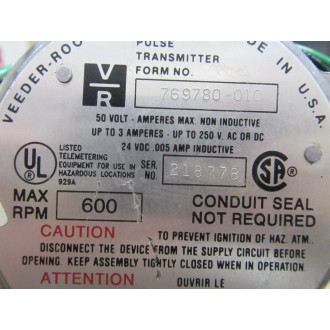 VEEDER-ROO
PULSE
TRANSMITTER
FORM NO.
DE IN U.S.A.
V/R
769780-010
50 VOLT - AMPERES MAX. NON INDUCTIVE
UP TO 3 AMPERES - UP TO 250 V. AC OR DC
24 VDC .005 AMP INDUCTIVE
UL
LISTED
TELEMETERING
EQUIPMENT FOR USE IN
HAZARDOUS LOCATIONS
929A
SER.
NO.
218778
SA
MAX
RPM
600
CONDUIT SEAL
NOT REQUIRED
CAUTION TO PREVENT IGNITION OF HAZ. ATM.
DISCONNECT THE DEVICE FROM THE SUPPLY CIRCUIT BEFORE
OPENING. KEEP ASSEMBLY TIGHTLY CLOSED WHEN IN OPERATION.
ATTENTION OUVRIR LE